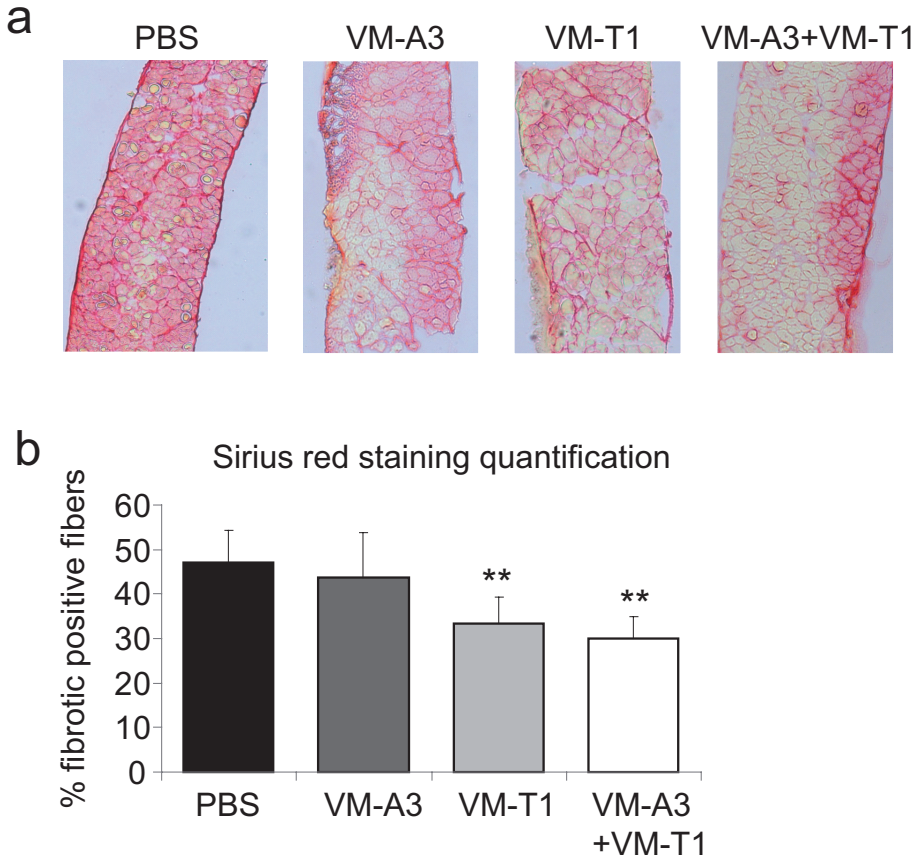 a
PBS VM-A3 VM-T1 VM-A3+VM-T1
b
Sirius red staining quantification
% fibrotic positive fibers
60
50
40
30
20
10
0
**
**
PBS VM-A3 VM-T1 VM-A3
+VM-T1